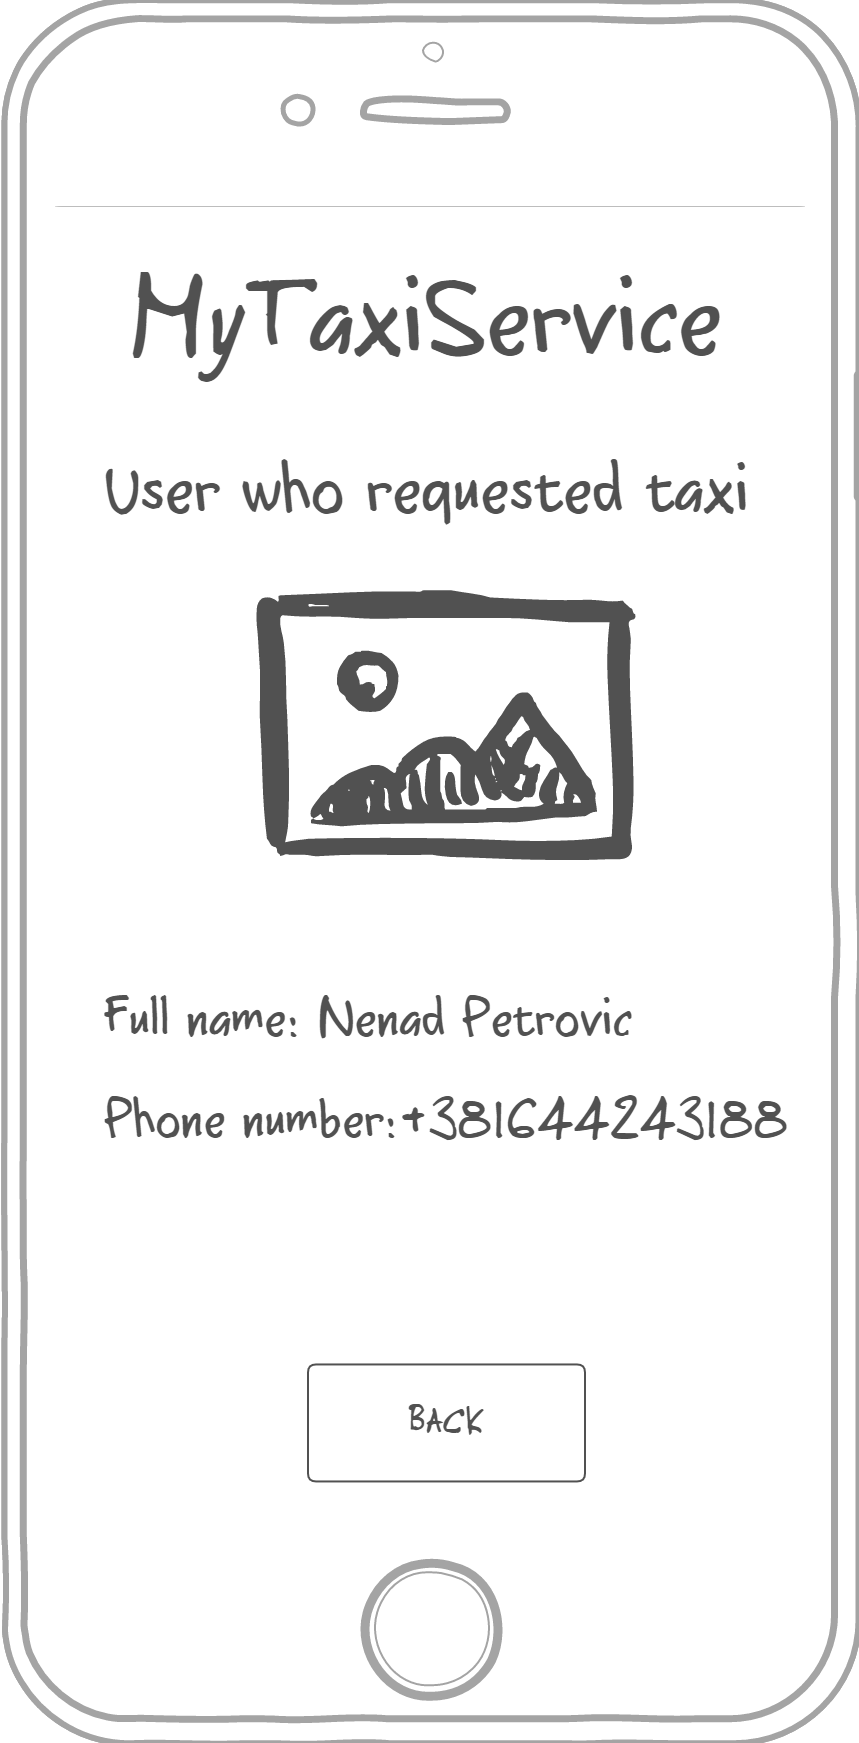 MyTaxiService
User who requested taxi
Full name: Nenad Petrovic
Phone number:+381644243188
BACK